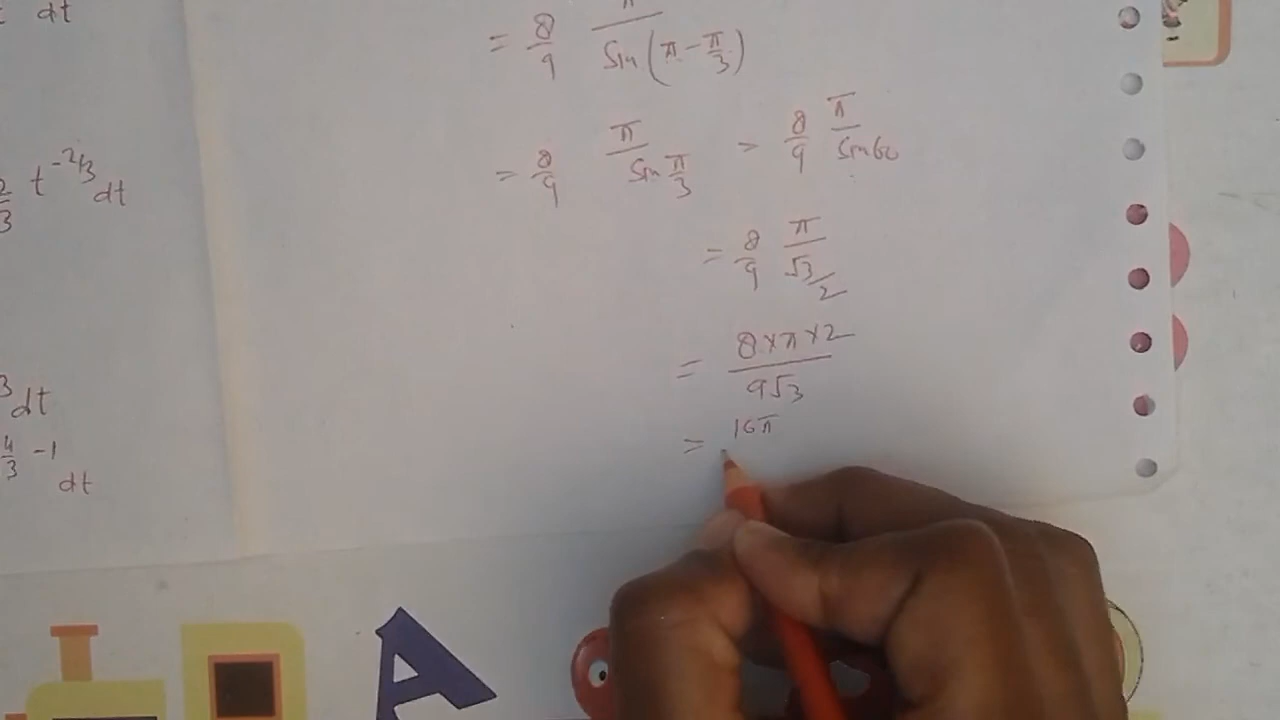 dt
= 8/9 π/Sin(π-π/3)
= 8/9 π/Sin π/3 = 8/9 π/Sin60
2/3 t^-2/3 dt
= 8/9 π/√3/2
= 8×π×2/9√3
3 dt
= 16π
4/3 -1 dt
A